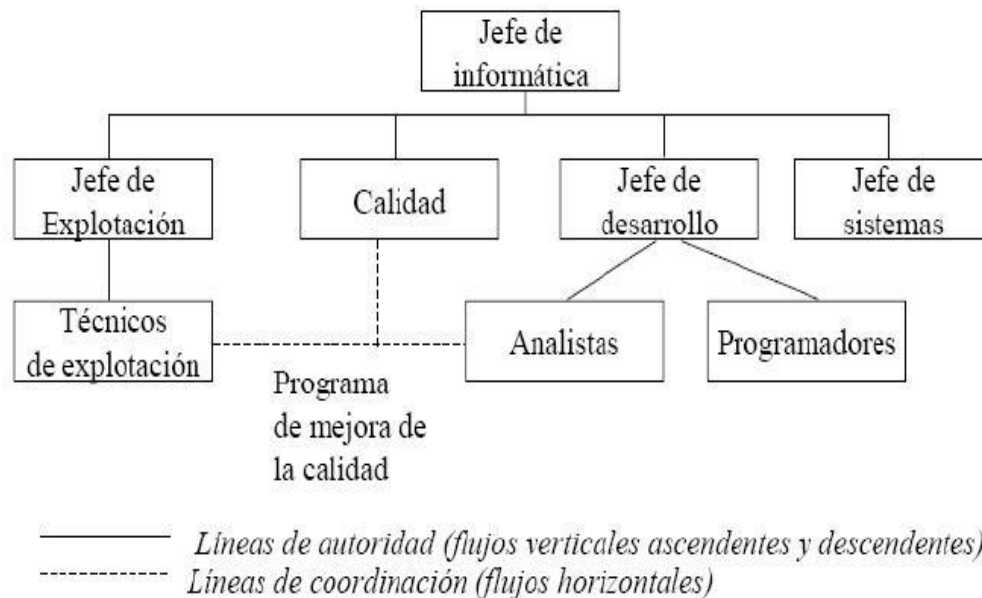 Jefe de
informática
Jefe de
Explotación
Calidad
Jefe de
desarrollo
Jefe de
sistemas
Técnicos
de explotación
Analistas
Programadores
Programa
de mejora de
la calidad
Líneas de autoridad (flujos verticales ascendentes y descendentes)
Líneas de coordinación (flujos horizontales)